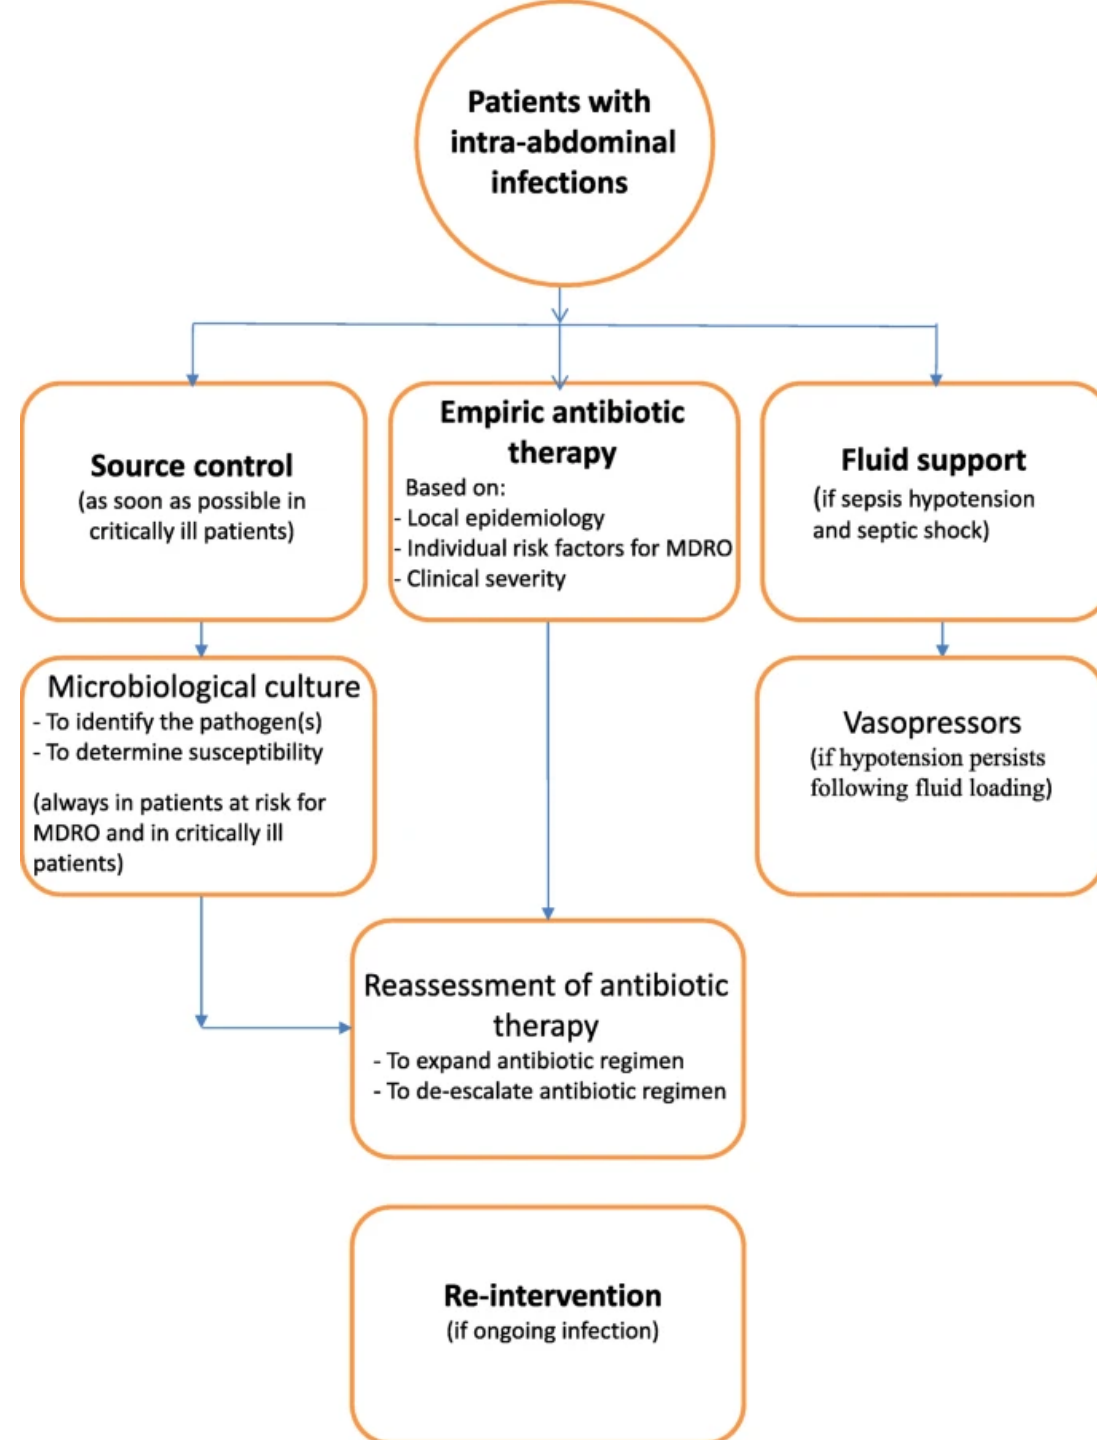 Patients with
intra-abdominal
infections
Source control
(as soon as possible in
critically ill patients)
Empiric antibiotic
therapy
Based on:
- Local epidemiology
- Individual risk factors for MDRO
- Clinical severity
Fluid support
(if sepsis hypotension
and septic shock)
Microbiological culture
- To identify the pathogen(s)
- To determine susceptibility
(always in patients at risk for
MDRO and in critically ill
patients)
Vasopressors
(if hypotension persists
following fluid loading)
Reassessment of antibiotic
therapy
- To expand antibiotic regimen
- To de-escalate antibiotic regimen
Re-intervention
(if ongoing infection)